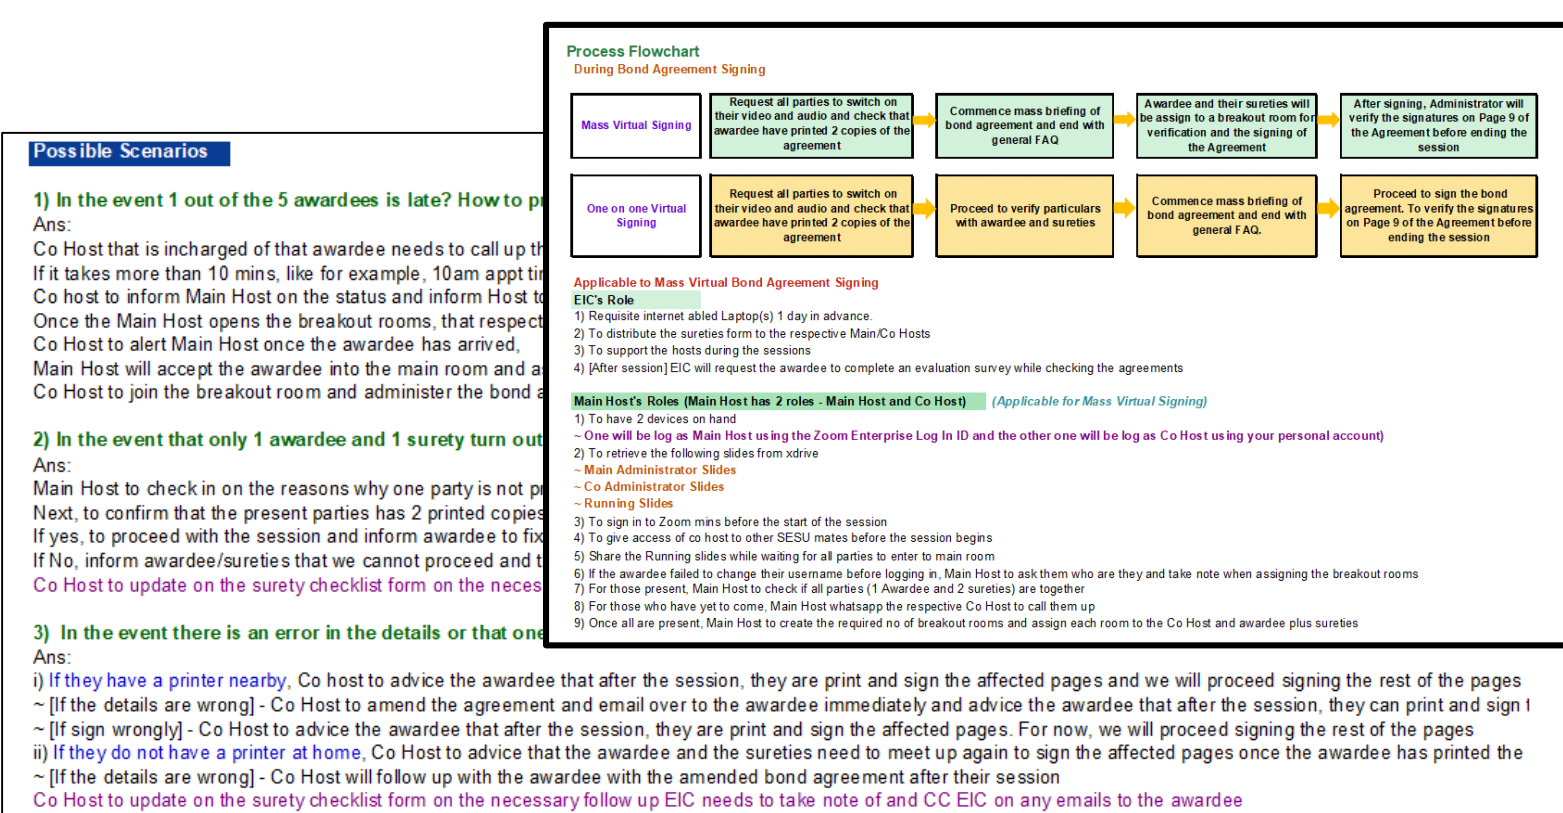 Process Flowchart
During Bond Agreement Signing
Mass Virtual Signing
Request all parties to switch on
their video and audio and check that
awardee have printed 2 copies of the
agreement
Commence mass briefing of
bond agreement and end with
general FAQ
Awardee and their sureties will
be assign to a breakout room for
verification and the signing of
the Agreement
After signing, Administrator will
verify the signatures on Page 9 of
the Agreement before ending the
session
One on one Virtual
Signing
Request all parties to switch on
their video and audio and check that
awardee have printed 2 copies of the
agreement
Proceed to verify particulars
with awardee and sureties
Commence mass briefing of
bond agreement and end with
general FAQ.
Proceed to sign the bond
agreement. To verify the signatures
on Page 9 of the Agreement before
ending the session
Applicable to Mass Virtual Bond Agreement Signing
EIC's Role
1) Requisite internet abled Laptop(s) 1 day in advance.
2) To distribute the sureties form to the respective Main/Co Hosts
3) To support the hosts during the sessions
4) [After session] EIC will request the awardee to complete an evaluation survey while checking the agreements
Main Host's Roles (Main Host has 2 roles - Main Host and Co Host) (Applicable for Mass Virtual Signing)
1) To have 2 devices on hand
~ One will be log as Main Host using the Zoom Enterprise Log In ID and the other one will be log as Co Host using your personal account)
2) To retrieve the following slides from xdrive
~ Main Administrator Slides
~ Co Administrator Slides
~ Running Slides
3) To sign in to Zoom mins before the start of the session
4) To give access of co host to other SESU mates before the session begins
5) Share the Running slides while waiting for all parties to enter to main room
6) If the awardee failed to change their username before logging in, Main Host to ask them who are they and take note when assigning the breakout rooms
7) For those present, Main Host to check if all parties (1 Awardee and 2 sureties) are together
8) For those who have yet to come, Main Host whatsapp the respective Co Host to call them up
9) Once all are present, Main Host to create the required no of breakout rooms and assign each room to the Co Host and awardee plus sureties
Possible Scenarios
1) In the event 1 out of the 5 awardees is late? How to
Ans:
Co Host that is incharged of that awardee needs to call up
If it takes more than 10 mins, like for example, 10am appt
Co host to inform Main Host on the status and inform Host
Once the Main Host opens the breakout rooms, that
Co Host to alert Main Host once the awardee has arrived,
Main Host will accept the awardee into the main room and
Co Host to join the breakout room and administer the bond
2) In the event that only 1 awardee and 1 surety turn out
Ans:
Main Host to check in on the reasons why one party is not
Next, to confirm that the present parties has 2 printed copies
If yes, to proceed with the session and inform awardee to
If No, inform awardee/sureties that we cannot proceed and
Co Host to update on the surety checklist form on the
3) In the event there is an error in the details or that
Ans:
i) If they have a printer nearby, Co host to advice the awardee that after the session, they are print and sign the affected pages and we will proceed signing the rest of the pages
~ [If the details are wrong] - Co Host to amend the agreement and email over to the awardee immediately and advice the awardee that after the session, they can print and sign
~ [If sign wrongly] - Co Host to advice the awardee that after the session, they are print and sign the affected pages. For now, we will proceed signing the rest of the pages
ii) If they do not have a printer at home, Co Host to advice that the awardee and the sureties need to meet up again to sign the affected pages once the awardee has printed the
~ [If the details are wrong] - Co Host will follow up with the awardee with the amended bond agreement after their session
Co Host to update on the surety checklist form on the necessary follow up EIC needs to take note of and CC EIC on any emails to the awardee